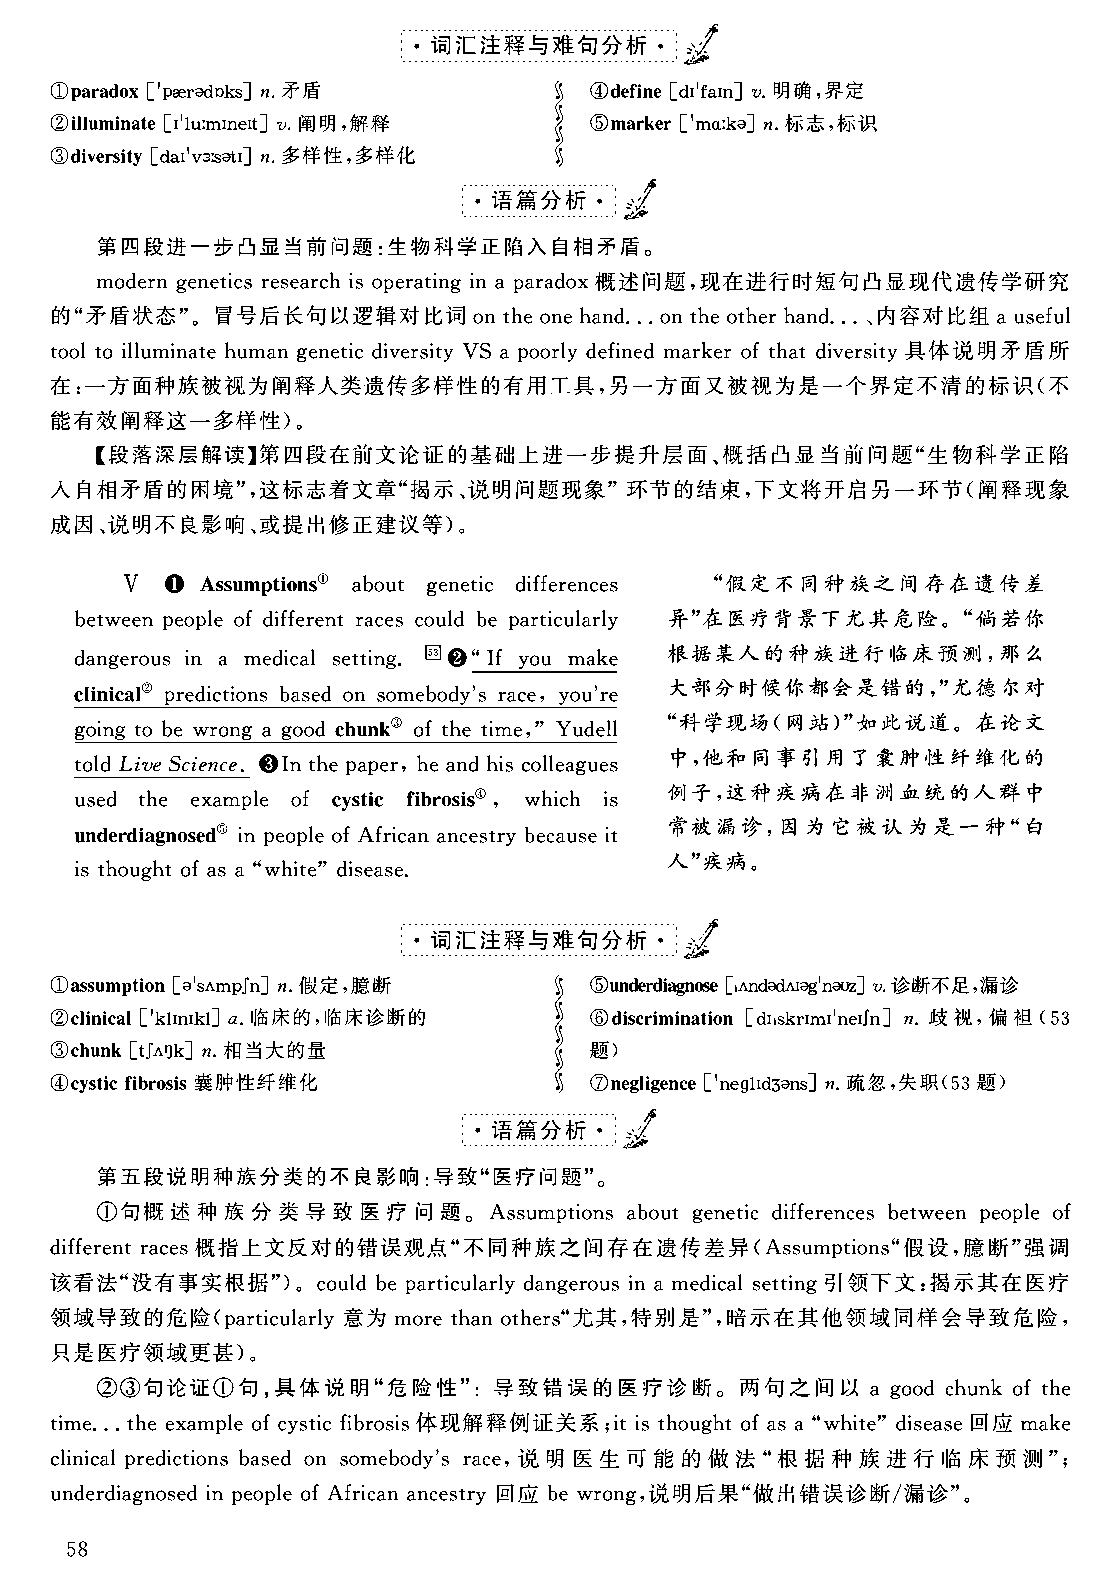 ·词汇注释与难句分析·
①paradox [ˈpærədɒks] n. 矛盾
②illuminate [ɪˈluːmɪneɪt] v. 阐明,解释
③diversity [daɪˈvɜːsətɪ] n. 多样性,多样化
④define [dɪˈfaɪn] v. 明确,界定
⑤marker [ˈmɑːkə] n. 标志,标识
·语篇分析·
第四段进一步凸显当前问题:生物科学正陷入自相矛盾。
modern genetics research is operating in a paradox 概述问题,现在进行时短句凸显现代遗传学研究
的“矛盾状态”。冒号后长句以逻辑对比词 on the one hand...on the other hand...、内容对比组 a useful
tool to illuminate human genetic diversity VS a poorly defined marker of that diversity 具体说明矛盾所
在:一方面种族被视为阐释人类遗传多样性的有用工具,另一方面又被视为是一个界定不清的标识(不
能有效阐释这一多样性)。
【段落深层解读】第四段在前文论证的基础上进一步提升层面、概括凸显当前问题“生物科学正陷
入自相矛盾的困境”,这标志着文章“揭示、说明问题现象” 环节的结束,下文将开启另一环节(阐释现象
成因、说明不良影响、或提出修正建议等)。
Ⅴ ❶ Assumptions① about genetic differences
between people of different races could be particularly
dangerous in a medical setting. 53 ❷“If you make
clinical② predictions based on somebody's race, you're
going to be wrong a good chunk③ of the time,” Yudell
told Live Science. ❸In the paper, he and his colleagues
used the example of cystic fibrosis④, which is
underdiagnosed⑤ in people of African ancestry because it
is thought of as a “white” disease.
“假定不同种族之间存在遗传差
异”在医疗背景下尤其危险。“倘若你
根据某人的种族进行临床预测,那么
大部分时候你都会是错的,”尤德尔对
“科学现场(网站)”如此说道。在论文
中,他和同事引用了囊肿性纤维化的
例子,这种疾病在非洲血统的人群中
常被漏诊,因为它被认为是一种“白
人”疾病。
·词汇注释与难句分析·
①assumption [əˈsʌmpʃn] n. 假定,臆断
②clinical [ˈklɪnɪkl] a. 临床的,临床诊断的
③chunk [tʃʌŋk] n. 相当大的量
④cystic fibrosis 囊肿性纤维化
⑤underdiagnose [ˌʌndədʌɪəgˈnəʊz] v. 诊断不足,漏诊
⑥discrimination [dɪˌskrɪmɪˈneɪʃn] n. 歧视,偏袒(53
题)
⑦negligence [ˈneglɪdʒəns] n. 疏忽,失职(53 题)
·语篇分析·
第五段说明种族分类的不良影响:导致“医疗问题”。
①句概述种族分类导致医疗问题。Assumptions about genetic differences between people of
different races 概指上文反对的错误观点“不同种族之间存在遗传差异(Assumptions“假设,臆断”强调
该看法“没有事实根据”)。could be particularly dangerous in a medical setting 引领下文:揭示其在医疗
领域导致的危险(particularly 意为 more than others“尤其,特别是”,暗示在其他领域同样会导致危险,
只是医疗领域更甚)。
②③句论证①句,具体说明“危险性”: 导致错误的医疗诊断。两句之间以 a good chunk of the
time...the example of cystic fibrosis 体现解释例证关系;it is thought of as a “white” disease 回应 make
clinical predictions based on somebody's race,说明医生可能的做法“根据种族进行临床预测”;
underdiagnosed in people of African ancestry 回应 be wrong,说明后果“做出错误诊断/漏诊”。
58